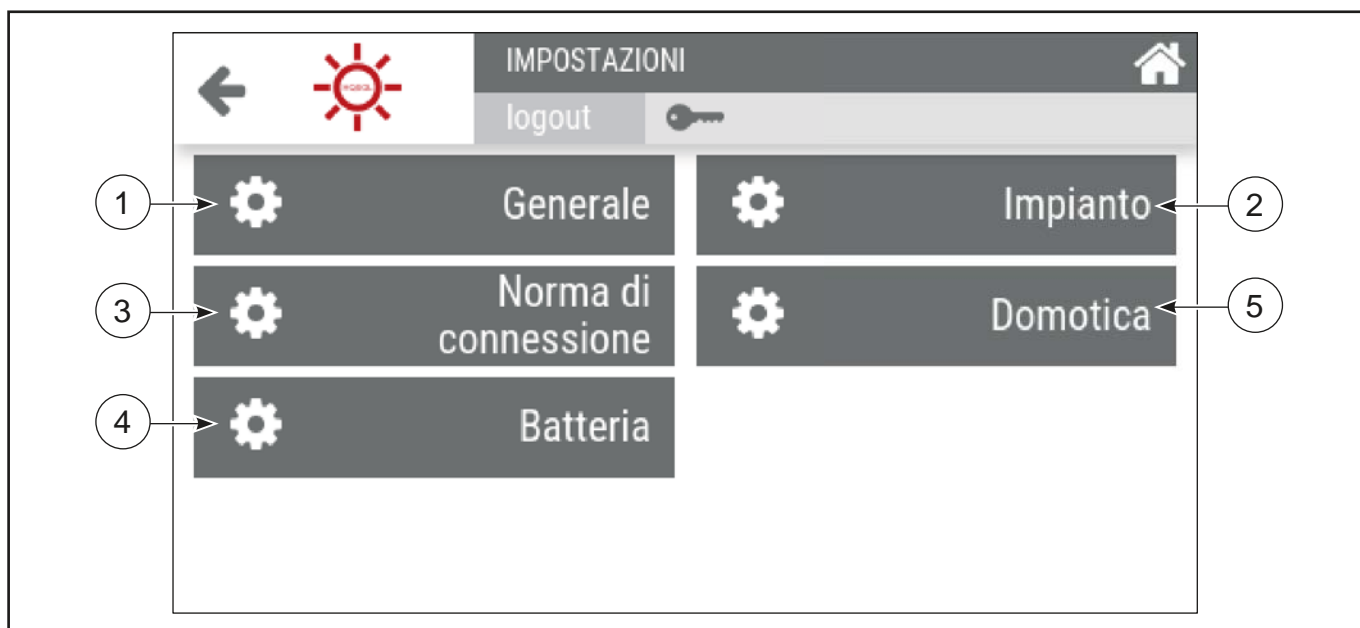 IMPOSTAZIONI
logout
1
Generale
Impianto
2
3
Norma di
connessione
Domotica
5
4
Batteria